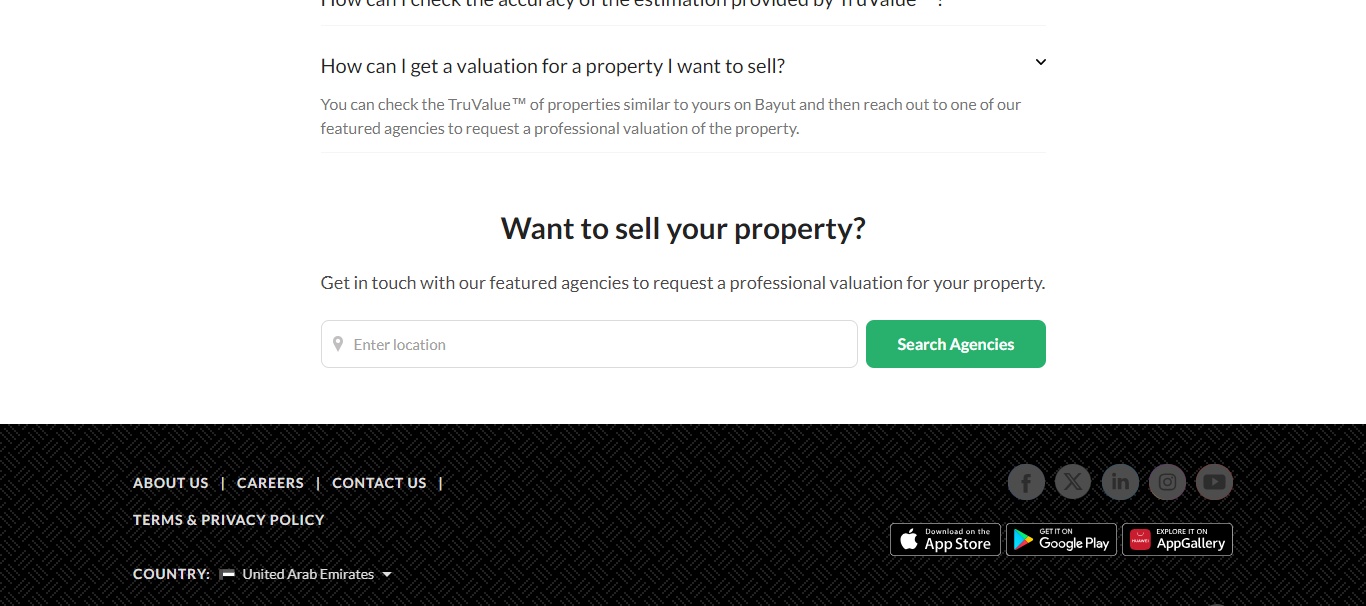 How can I check the accuracy of the estimation provided by TruValue™?
How can I get a valuation for a property I want to sell?
You can check the TruValue™ of properties similar to yours on Bayut and then reach out to one of our
featured agencies to request a professional valuation of the property.
Want to sell your property?
Get in touch with our featured agencies to request a professional valuation for your property.
Enter location
Search Agencies
ABOUT US | CAREERS | CONTACT US |
TERMS & PRIVACY POLICY
Download on the
App Store
GET IT ON
Google Play
HUAWEI
EXPLORE IT ON
AppGallery
COUNTRY: United Arab Emirates